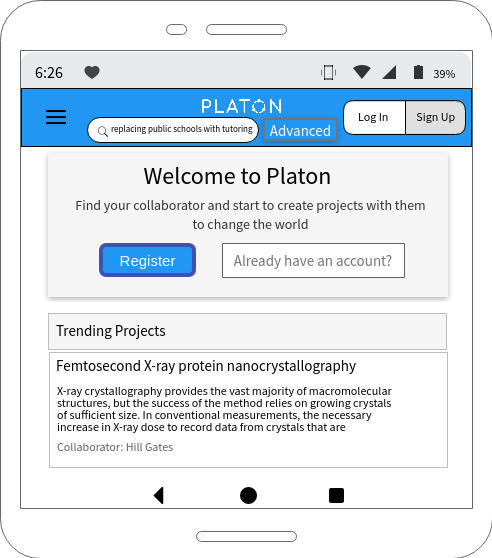 6:26
39%
PLATON
replacing public schools with tutoring
Advanced
Log In
Sign Up
Welcome to Platon
Find your collaborator and start to create projects with them
to change the world
Register
Already have an account?
Trending Projects
Femtosecond X-ray protein nanocrystallography
X-ray crystallography provides the vast majority of macromolecular
structures, but the success of the method relies on growing crystals
of sufficient size. In conventional measurements, the necessary
increase in X-ray dose to record data from crystals that are
Collaborator: Hill Gates